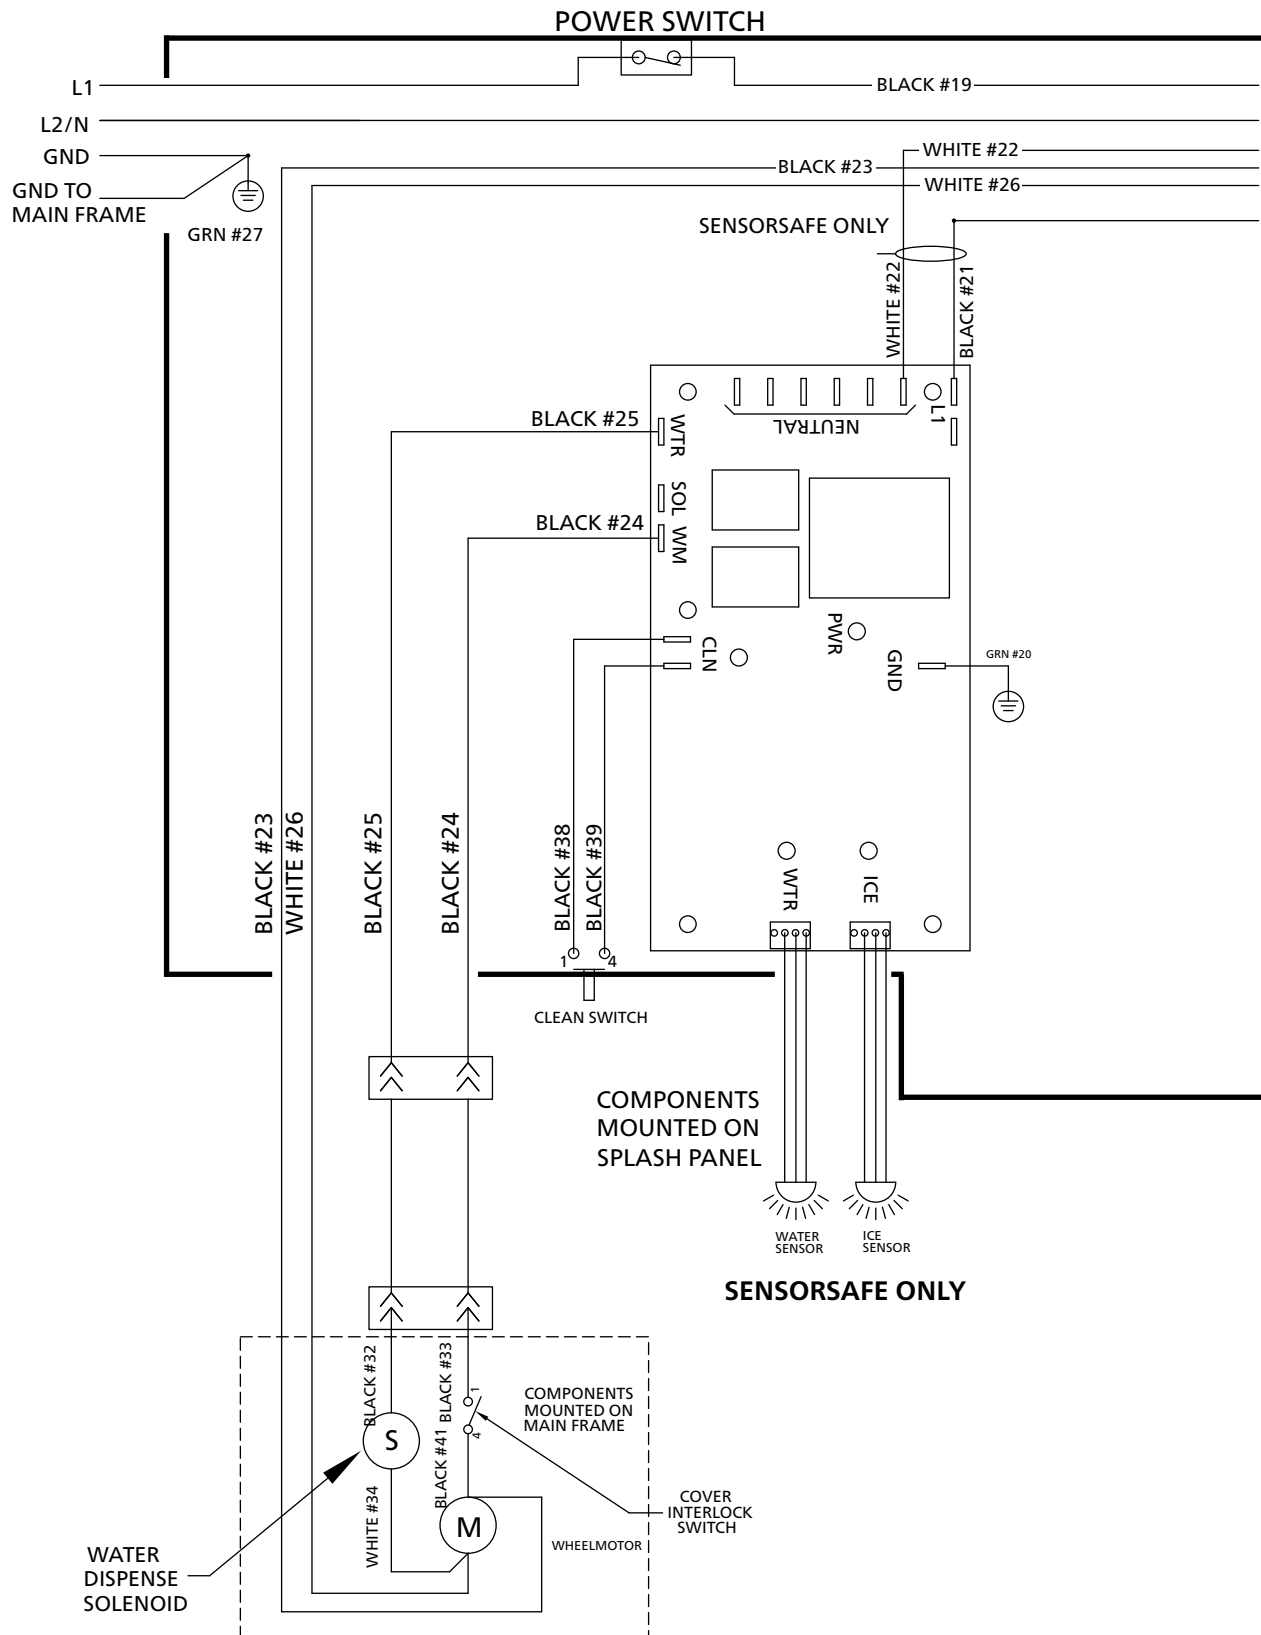 POWER SWITCH
L1
BLACK #19
L2/N
GND
WHITE #22
BLACK #23
GND TO
MAIN FRAME
WHITE #26
GRN #27
SENSORSAFE ONLY
WHITE #22
BLACK #21
BLACK #25
WTR
NEUTRAL
L1
SOL
BLACK #24
WM
CLN
PWR
GND
GRN #20
BLACK #23
WHITE #26
BLACK #25
BLACK #24
BLACK #38
BLACK #39
WTR
ICE
1
4
CLEAN SWITCH
COMPONENTS
MOUNTED ON
SPLASH PANEL
WATER
SENSOR
ICE
SENSOR
SENSORSAFE ONLY
BLACK #32
BLACK #33
1
4
COMPONENTS
MOUNTED ON
MAIN FRAME
S
BLACK #41
WHITE #34
M
COVER
INTERLOCK
SWITCH
WHEELMOTOR
WATER
DISPENSE
SOLENOID